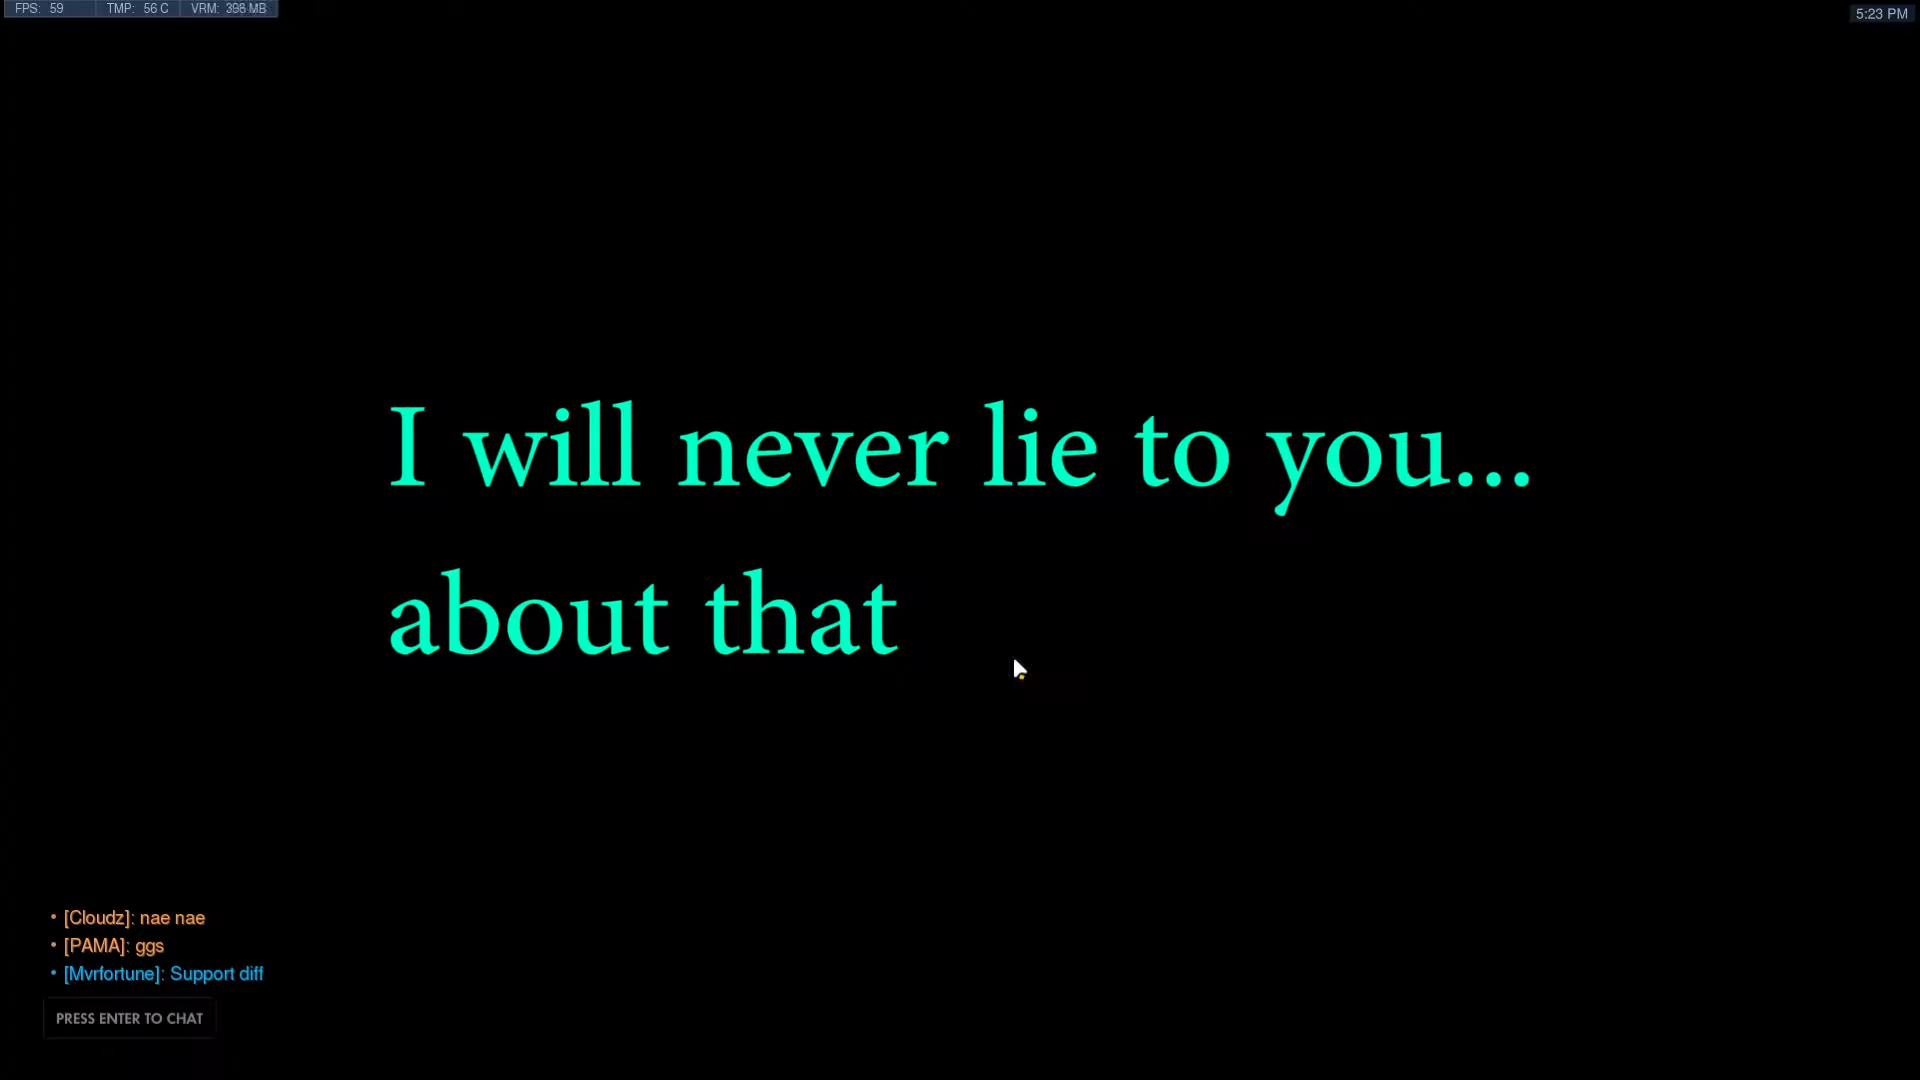 FPS: 59 TMP: 56 C VRM: 398 MB
5:23 PM
I will never lie to you...
about that
• [Cloudz]: nae nae
• [PAMA]: ggs
• [Mvrfortune]: Support diff
PRESS ENTER TO CHAT